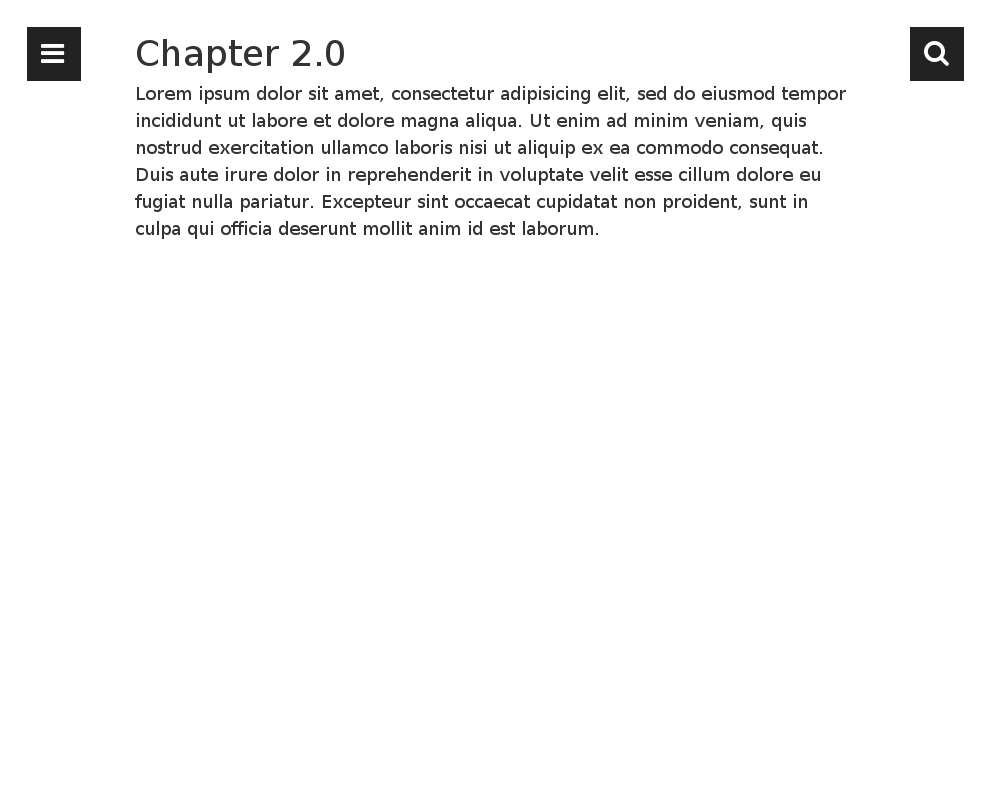 Chapter 2.0
Lorem ipsum dolor sit amet, consectetur adipisicing elit, sed do eiusmod tempor
incididunt ut labore et dolore magna aliqua. Ut enim ad minim veniam, quis
nostrud exercitation ullamco laboris nisi ut aliquip ex ea commodo consequat.
Duis aute irure dolor in reprehenderit in voluptate velit esse cillum dolore eu
fugiat nulla pariatur. Excepteur sint occaecat cupidatat non proident, sunt in
culpa qui officia deserunt mollit anim id est laborum.